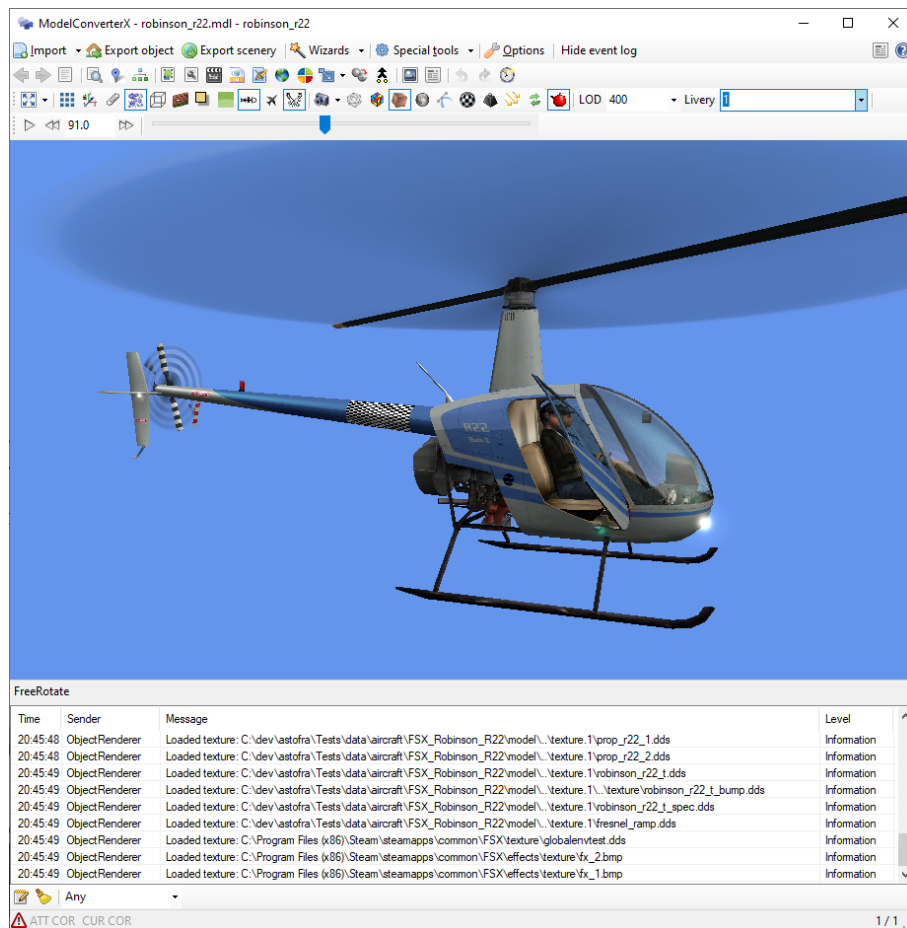 ModelConverterX - robinson_r22.mdl - robinson_r22
Import Export object Export scenery Wizards Special tools Options Hide event log
LOD 400 Livery 1
91.0
R22
FreeRotate
Time Sender Message Level
20:45:48 ObjectRenderer Loaded texture: C:\dev\astofra\Tests\data\aircraft\FSX_Robinson_R22\model\..\texture.1\prop_r22_1.dds Information
20:45:48 ObjectRenderer Loaded texture: C:\dev\astofra\Tests\data\aircraft\FSX_Robinson_R22\model\..\texture.1\prop_r22_2.dds Information
20:45:49 ObjectRenderer Loaded texture: C:\dev\astofra\Tests\data\aircraft\FSX_Robinson_R22\model\..\texture.1\robinson_r22_t.dds Information
20:45:49 ObjectRenderer Loaded texture: C:\dev\astofra\Tests\data\aircraft\FSX_Robinson_R22\model\..\texture.1\..\texture\robinson_r22_t_bump.dds Information
20:45:49 ObjectRenderer Loaded texture: C:\dev\astofra\Tests\data\aircraft\FSX_Robinson_R22\model\..\texture.1\robinson_r22_t_spec.dds Information
20:45:49 ObjectRenderer Loaded texture: C:\dev\astofra\Tests\data\aircraft\FSX_Robinson_R22\model\..\texture.1\fresnel_ramp.dds Information
20:45:49 ObjectRenderer Loaded texture: C:\Program Files (x86)\Steam\steamapps\common\FSX\texture\globalenvtest.dds Information
20:45:49 ObjectRenderer Loaded texture: C:\Program Files (x86)\Steam\steamapps\common\FSX\effects\texture\fx_2.bmp Information
20:45:49 ObjectRenderer Loaded texture: C:\Program Files (x86)\Steam\steamapps\common\FSX\effects\texture\fx_1.bmp Information
Any
ATT COR CUR COR 1 / 1